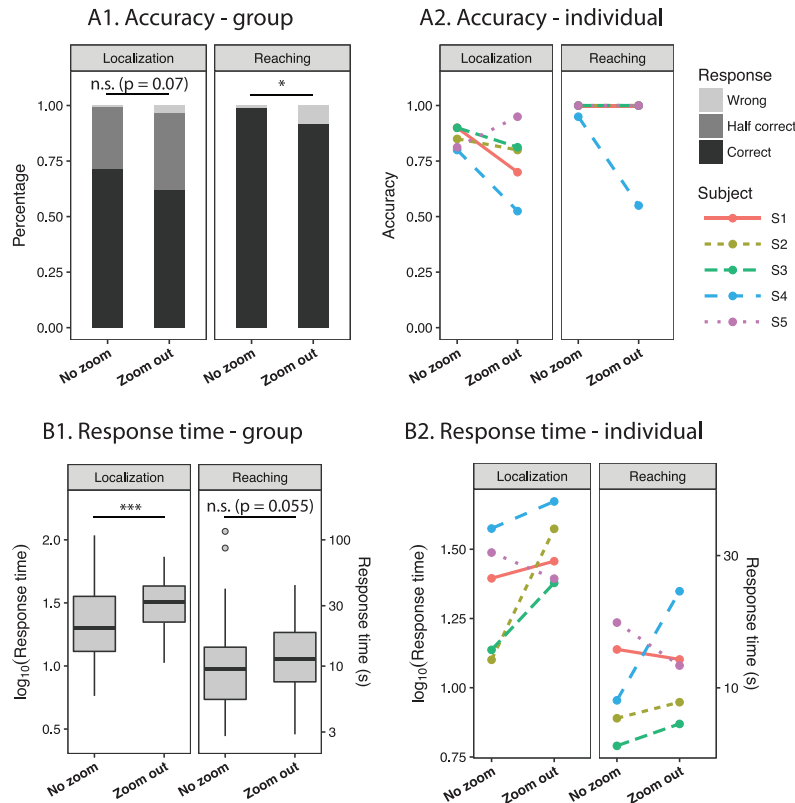 A1. Accuracy - group
Localization
Reaching
n.s. (p = 0.07)
*
Percentage
1.00
0.75
0.50
0.25
0.00
No zoom
Zoom out
No zoom
Zoom out
A2. Accuracy - individual
Localization
Reaching
Accuracy
1.00
0.75
0.50
0.25
0.00
No zoom
Zoom out
No zoom
Zoom out
Response
Wrong
Half correct
Correct
Subject
S1
S2
S3
S4
S5
B1. Response time - group
Localization
Reaching
***
n.s. (p = 0.055)
log₁₀(Response time)
2.0
1.5
1.0
0.5
100
30
10
3
Response time (s)
No zoom
Zoom out
No zoom
Zoom out
B2. Response time - individual
Localization
Reaching
log₁₀(Response time)
1.50
1.25
1.00
0.75
30
10
Response time (s)
No zoom
Zoom out
No zoom
Zoom out